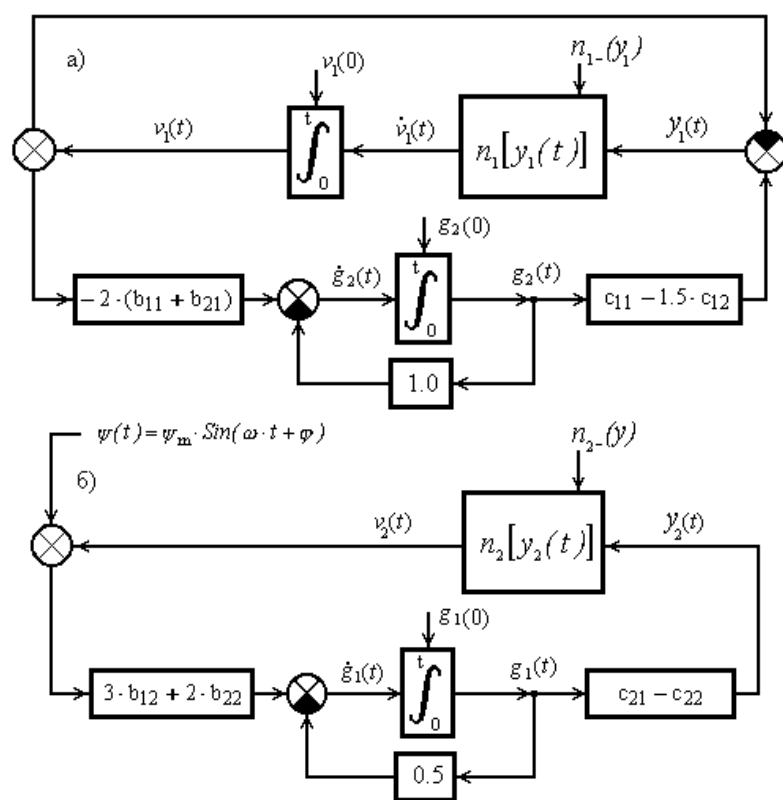 a)
v₁(0)
n₁₋(y₁)
v₁(t)
t
∫
0
v̇₁(t)
n₁[y₁(t)]
y₁(t)
g₂(0)
−2·(b₁₁ + b₂₁)
ġ₂(t)
t
∫
0
g₂(t)
c₁₁ −1.5·c₁₂
1.0
ψ(t)=ψₘ·Sin(ω·t+φ)
б)
n₂₋(y)
v₂(t)
n₂[y₂(t)]
y₂(t)
g₁(0)
3·b₁₂ + 2·b₂₂
ġ₁(t)
t
∫
0
g₁(t)
c₂₁ − c₂₂
0.5